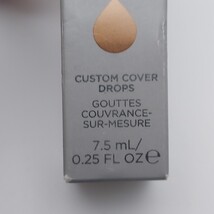 CUSTOM COVER
DROPS
GOUTTES
COUVRANCE-
SUR-MESURE
7.5 mL/
0.25 FL OZ ℮